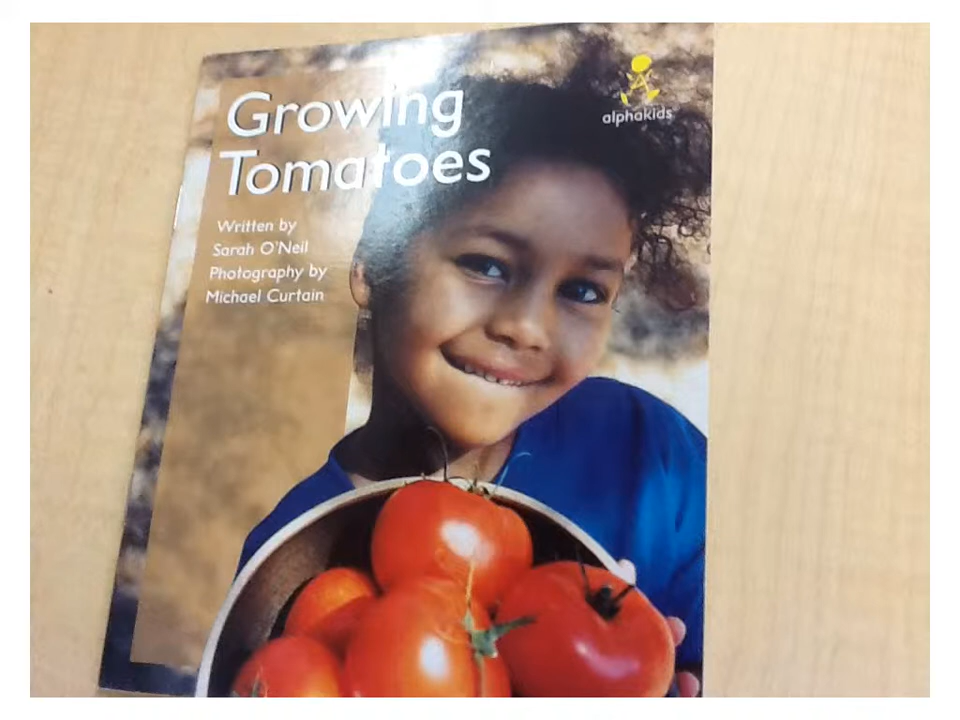 Growing
Tomatoes
alphakids
Written by
Sarah O'Neil
Photography by
Michael Curtain